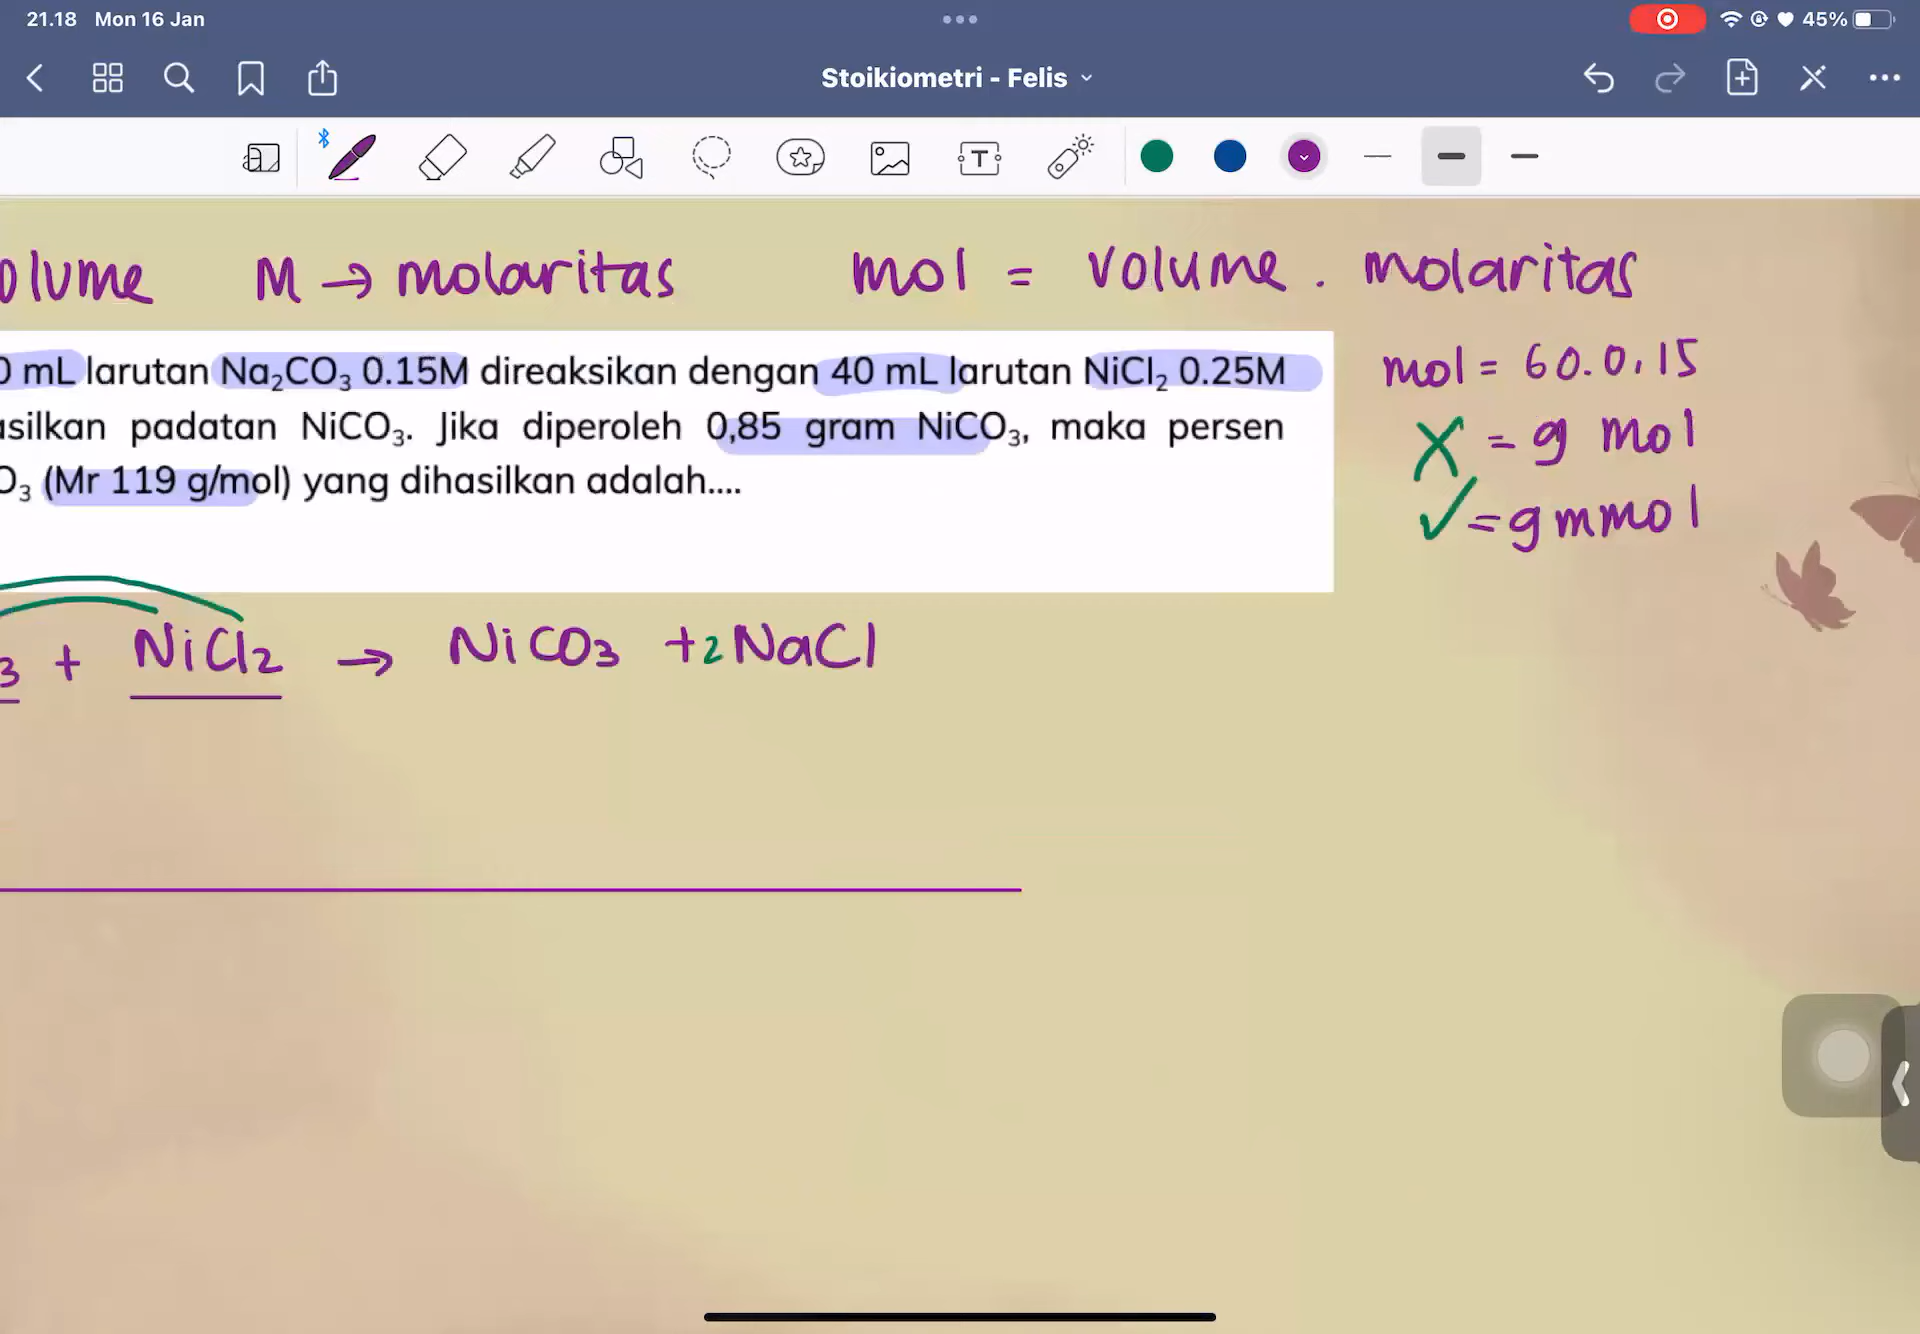 21.18 Mon 16 Jan
45%
Stoikiometri - Felis
olume M → molaritas mol = volume . molaritas
0 mL larutan Na₂CO₃ 0.15M direaksikan dengan 40 mL larutan NiCl₂ 0.25M
asilkan padatan NiCO₃. Jika diperoleh 0,85 gram NiCO₃, maka persen
O₃ (Mr 119 g/mol) yang dihasilkan adalah....
mol = 60.0,15
X = 9 mol
✓ = 9 mmol
3 + NiCl2 → NiCO3 + 2 NaCl